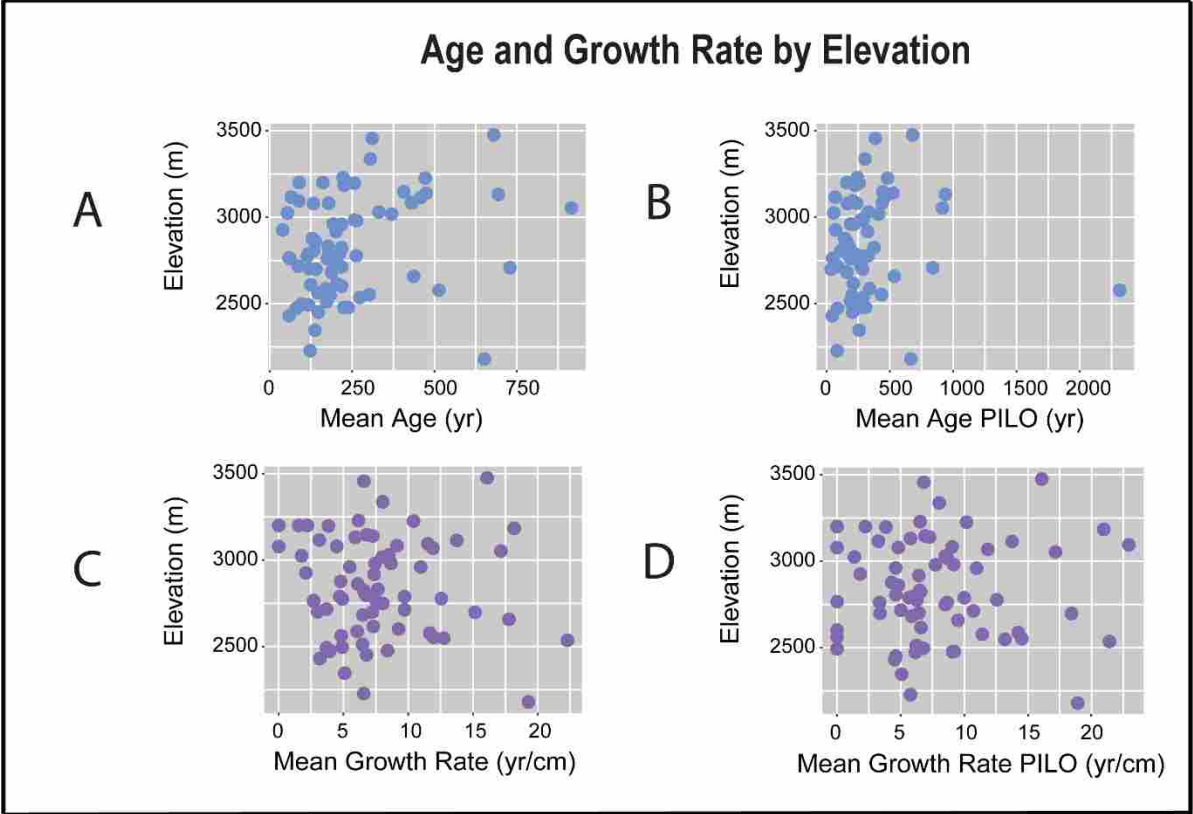 Age and Growth Rate by Elevation
A
Elevation (m)
3500
3000
2500
0 250 500 750
Mean Age (yr)
B
Elevation (m)
3500
3000
2500
0 500 1000 1500 2000
Mean Age PILO (yr)
C
Elevation (m)
3500
3000
2500
0 5 10 15 20
Mean Growth Rate (yr/cm)
D
Elevation (m)
3500
3000
2500
0 5 10 15 20
Mean Growth Rate PILO (yr/cm)